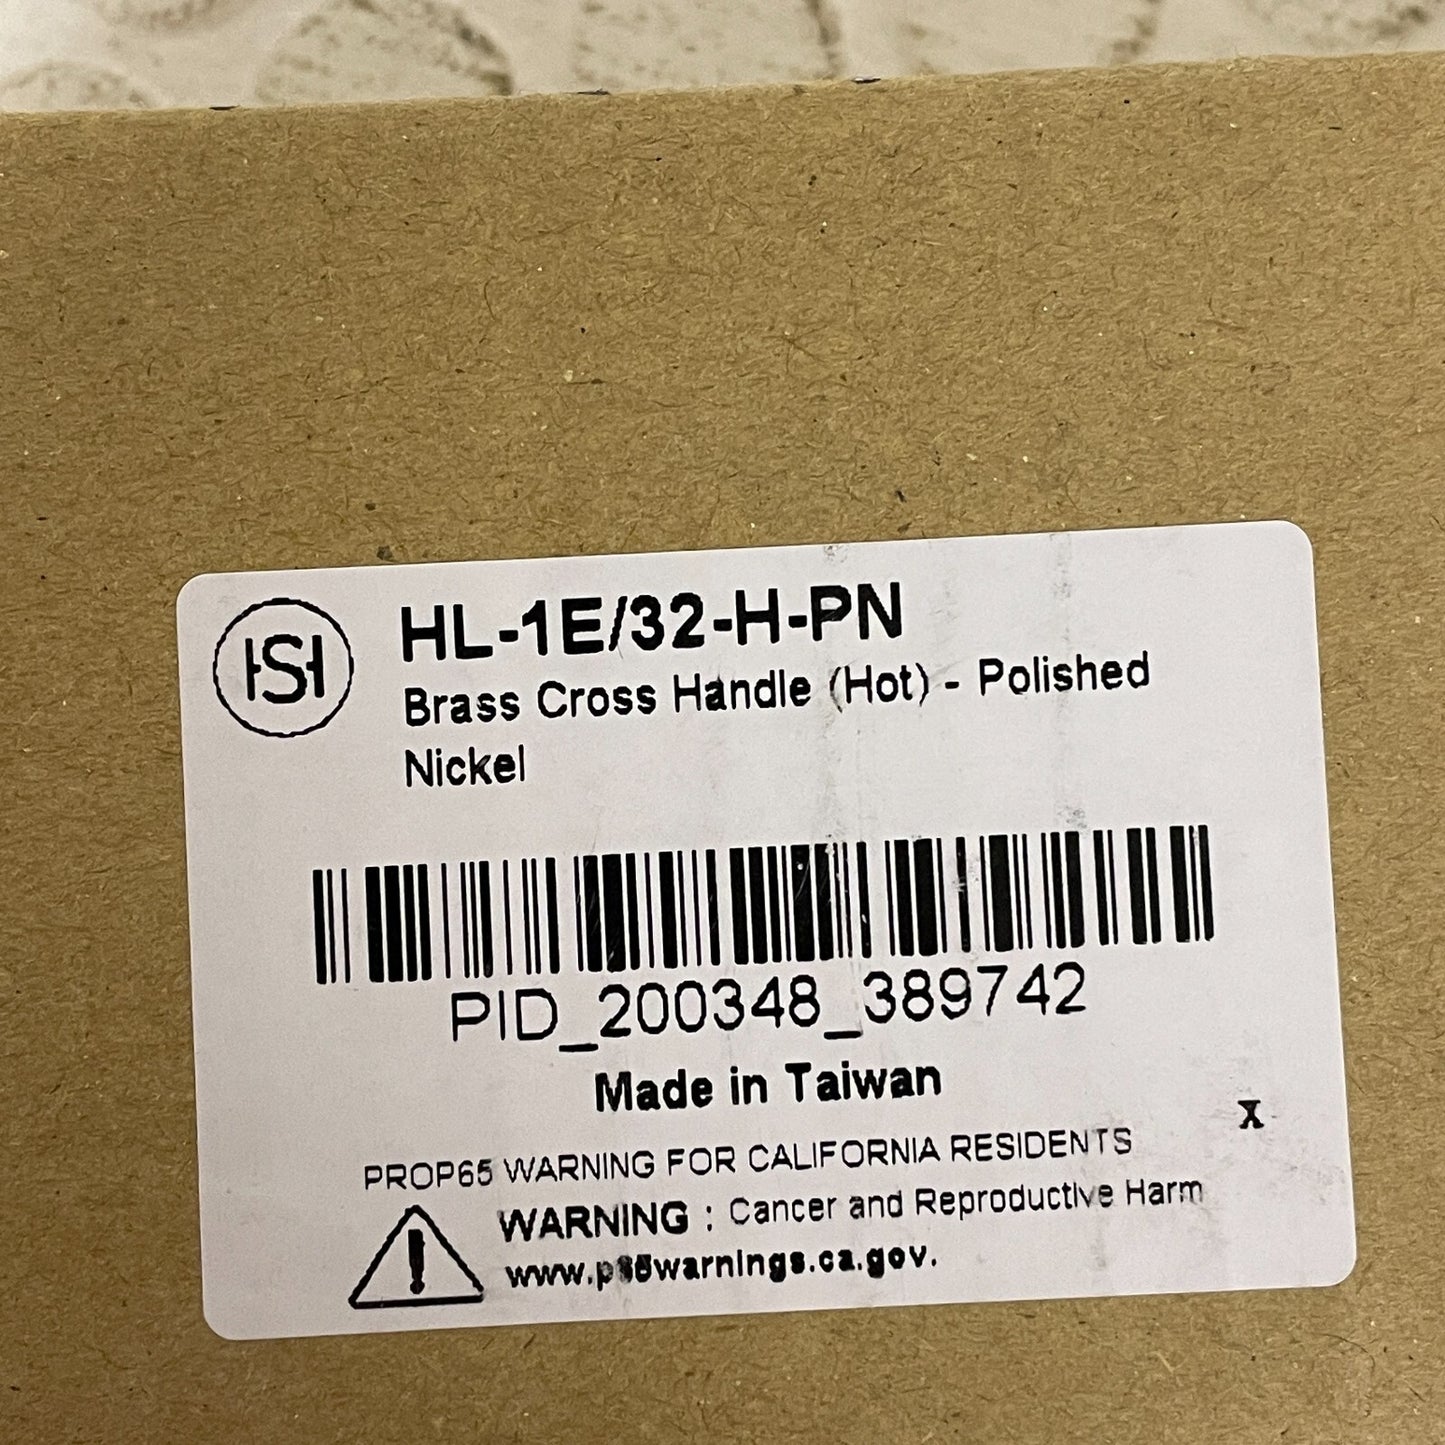 HSH
HL-1E/32-H-PN
Brass Cross Handle (Hot) - Polished
Nickel
PID_200348_389742
Made in Taiwan
X
PROP65 WARNING FOR CALIFORNIA RESIDENTS
WARNING : Cancer and Reproductive Harm
www.p65warnings.ca.gov.